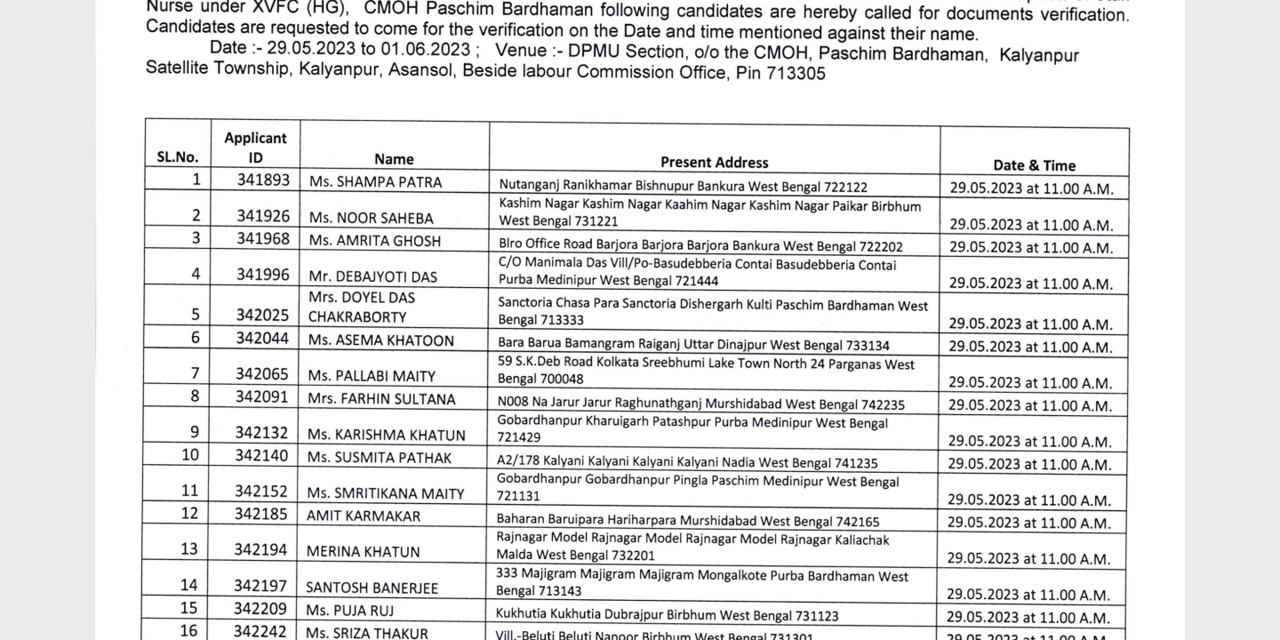 Nurse under XVFC (HG), CMOH Paschim Bardhaman following candidates are hereby called for documents verification.
Candidates are requested to come for the verification on the Date and time mentioned against their name.
Date :- 29.05.2023 to 01.06.2023 ; Venue :- DPMU Section, o/o the CMOH, Paschim Bardhaman, Kalyanpur
Satellite Township, Kalyanpur, Asansol, Beside labour Commission Office, Pin 713305
SL.No. Applicant ID Name Present Address Date & Time
1 341893 Ms. SHAMPA PATRA Nutanganj Ranikhamar Bishnupur Bankura West Bengal 722122 29.05.2023 at 11.00 A.M.
2 341926 Ms. NOOR SAHEBA Kashim Nagar Kashim Nagar Kaahim Nagar Kashim Nagar Paikar Birbhum
West Bengal 731221 29.05.2023 at 11.00 A.M.
3 341968 Ms. AMRITA GHOSH Blro Office Road Barjora Barjora Barjora Bankura West Bengal 722202 29.05.2023 at 11.00 A.M.
4 341996 Mr. DEBAJYOTI DAS C/O Manimala Das Vill/Po-Basudebberia Contai Basudebberia Contai
Purba Medinipur West Bengal 721444 29.05.2023 at 11.00 A.M.
5 342025 Mrs. DOYEL DAS
CHAKRABORTY Sanctoria Chasa Para Sanctoria Dishergarh Kulti Paschim Bardhaman West
Bengal 713333 29.05.2023 at 11.00 A.M.
6 342044 Ms. ASEMA KHATOON Bara Barua Bamangram Raiganj Uttar Dinajpur West Bengal 733134 29.05.2023 at 11.00 A.M.
7 342065 Ms. PALLABI MAITY 59 S.K.Deb Road Kolkata Sreebhumi Lake Town North 24 Parganas West
Bengal 700048 29.05.2023 at 11.00 A.M.
8 342091 Mrs. FARHIN SULTANA N008 Na Jarur Jarur Raghunathganj Murshidabad West Bengal 742235 29.05.2023 at 11.00 A.M.
9 342132 Ms. KARISHMA KHATUN Gobardhanpur Kharuigarh Patashpur Purba Medinipur West Bengal
721429 29.05.2023 at 11.00 A.M.
10 342140 Ms. SUSMITA PATHAK A2/178 Kalyani Kalyani Kalyani Kalyani Nadia West Bengal 741235 29.05.2023 at 11.00 A.M.
11 342152 Ms. SMRITIKANA MAITY Gobardhanpur Gobardhanpur Pingla Paschim Medinipur West Bengal
721131 29.05.2023 at 11.00 A.M.
12 342185 AMIT KARMAKAR Baharan Baruipara Hariharpara Murshidabad West Bengal 742165 29.05.2023 at 11.00 A.M.
13 342194 MERINA KHATUN Rajnagar Model Rajnagar Model Rajnagar Model Rajnagar Kaliachak
Malda West Bengal 732201 29.05.2023 at 11.00 A.M.
14 342197 SANTOSH BANERJEE 333 Majigram Majigram Majigram Mongalkote Purba Bardhaman West
Bengal 713143 29.05.2023 at 11.00 A.M.
15 342209 Ms. PUJA RUJ Kukhutia Kukhutia Dubrajpur Birbhum West Bengal 731123 29.05.2023 at 11.00 A.M.
16 342242 Ms. SRIZA THAKUR Vill.-Beluti Beluti Nanoor Birbhum West Bengal 731301 29.05.2023 at 11.00 A.M.